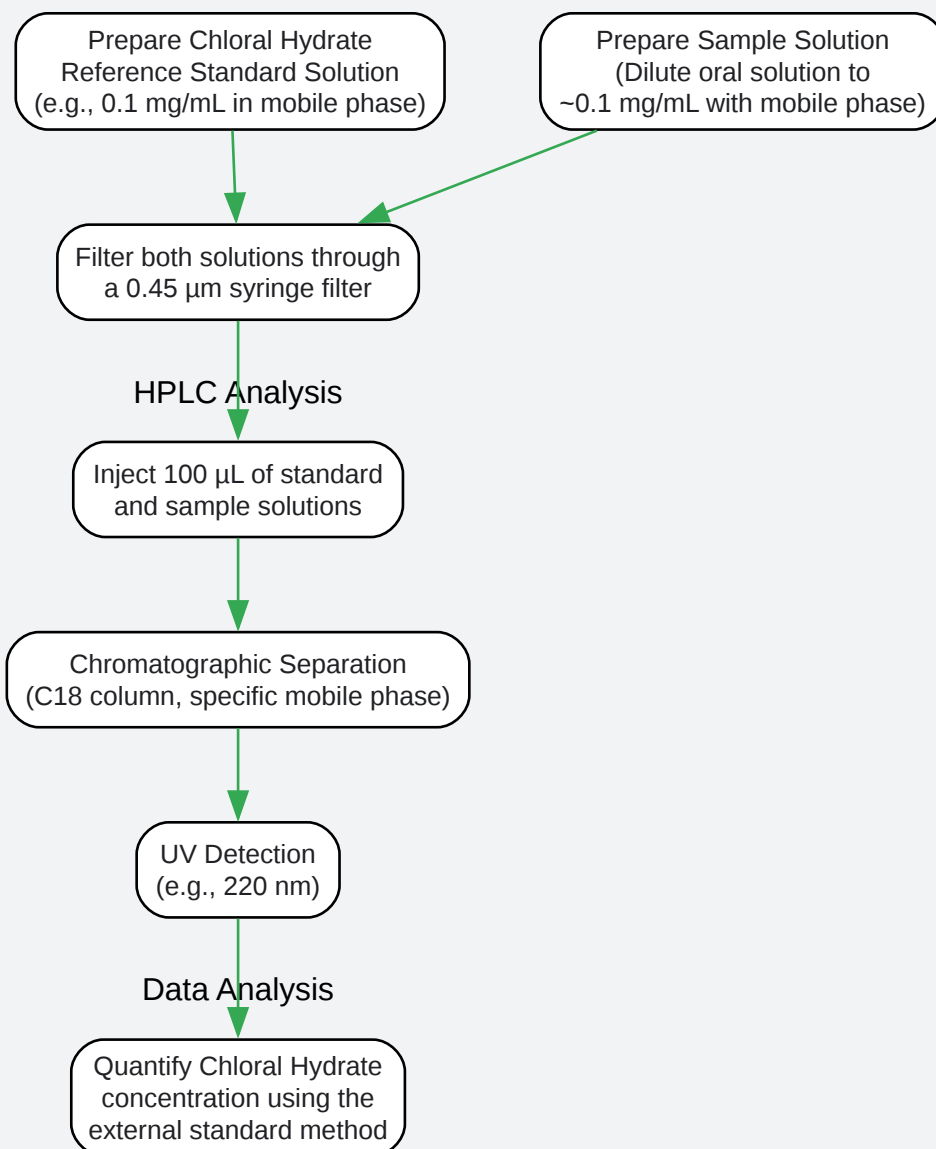 Prepare Chloral Hydrate
Reference Standard Solution
(e.g., 0.1 mg/mL in mobile phase)
Prepare Sample Solution
(Dilute oral solution to
~0.1 mg/mL with mobile phase)
Filter both solutions through
a 0.45 µm syringe filter
HPLC Analysis
Inject 100 µL of standard
and sample solutions
Chromatographic Separation
(C18 column, specific mobile phase)
UV Detection
(e.g., 220 nm)
Data Analysis
Quantify Chloral Hydrate
concentration using the
external standard method